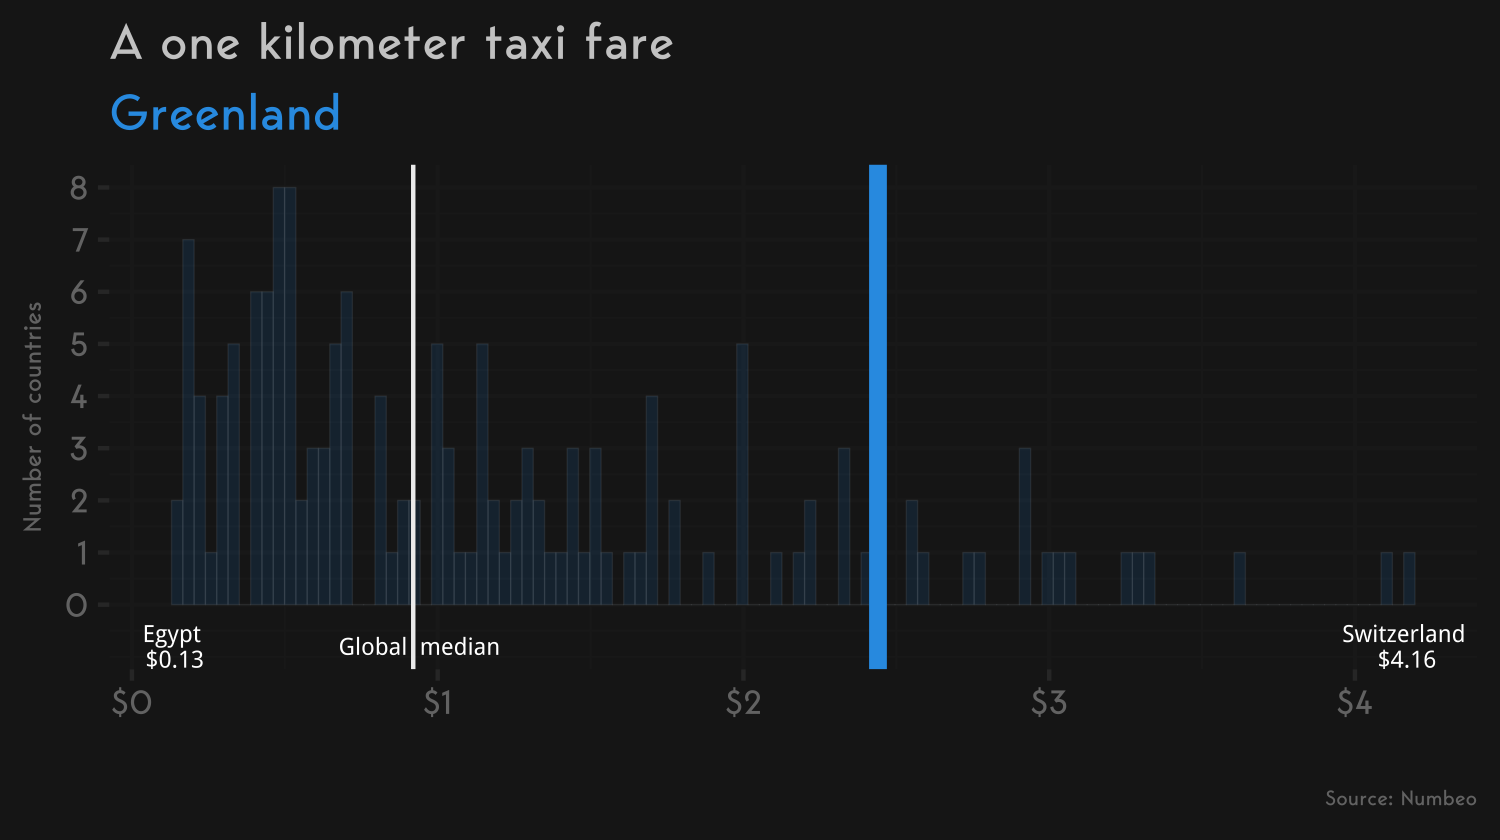 A one kilometer taxi fare
Greenland
Number of countries
8
7
6
5
4
3
2
1
0
Egypt
$0.13
Global median
Switzerland
$4.16
$0
$1
$2
$3
$4
Source: Numbeo